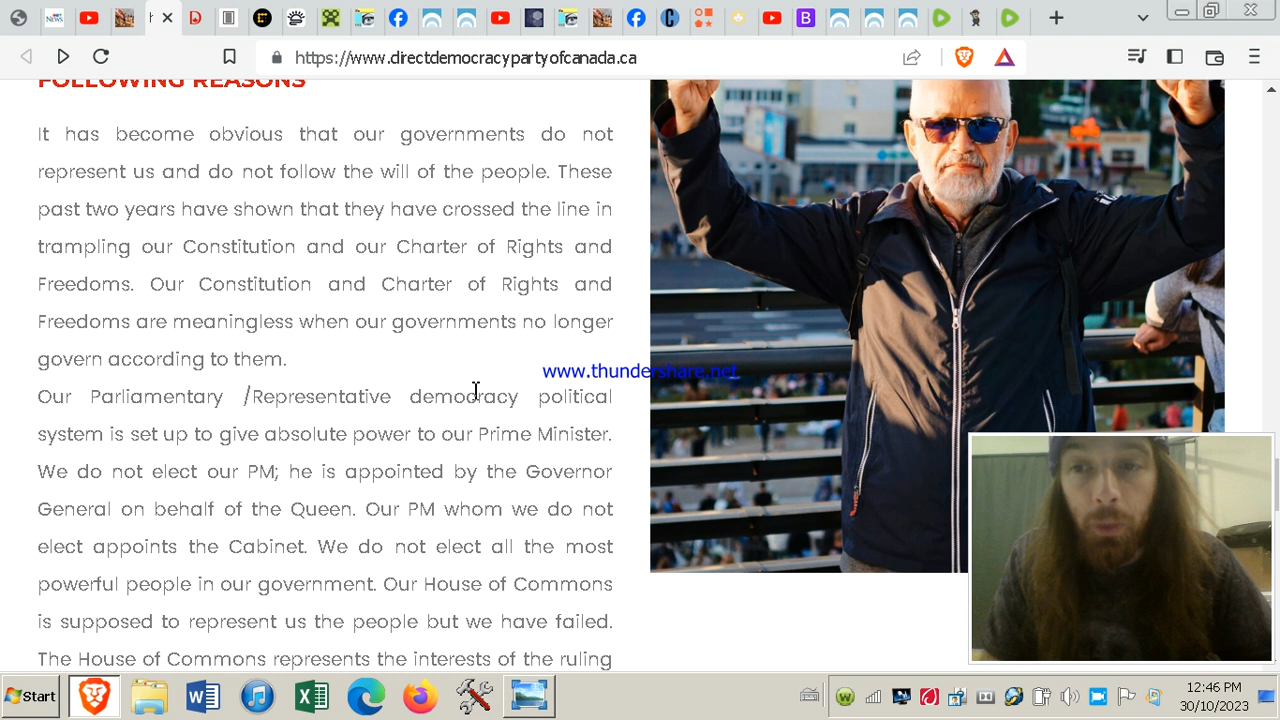 https://www.directdemocracypartyofcanada.ca
FOLLOWING REASONS
It has become obvious that our governments do not
represent us and do not follow the will of the people. These
past two years have shown that they have crossed the line in
trampling our Constitution and our Charter of Rights and
Freedoms. Our Constitution and Charter of Rights and
Freedoms are meaningless when our governments no longer
govern according to them.
www.thundershare.net
Our Parliamentary /Representative democracy political
system is set up to give absolute power to our Prime Minister.
We do not elect our PM; he is appointed by the Governor
General on behalf of the Queen. Our PM whom we do not
elect appoints the Cabinet. We do not elect all the most
powerful people in our government. Our House of Commons
is supposed to represent us the people but we have failed.
The House of Commons represents the interests of the ruling
Start
12:46 PM
30/10/2023